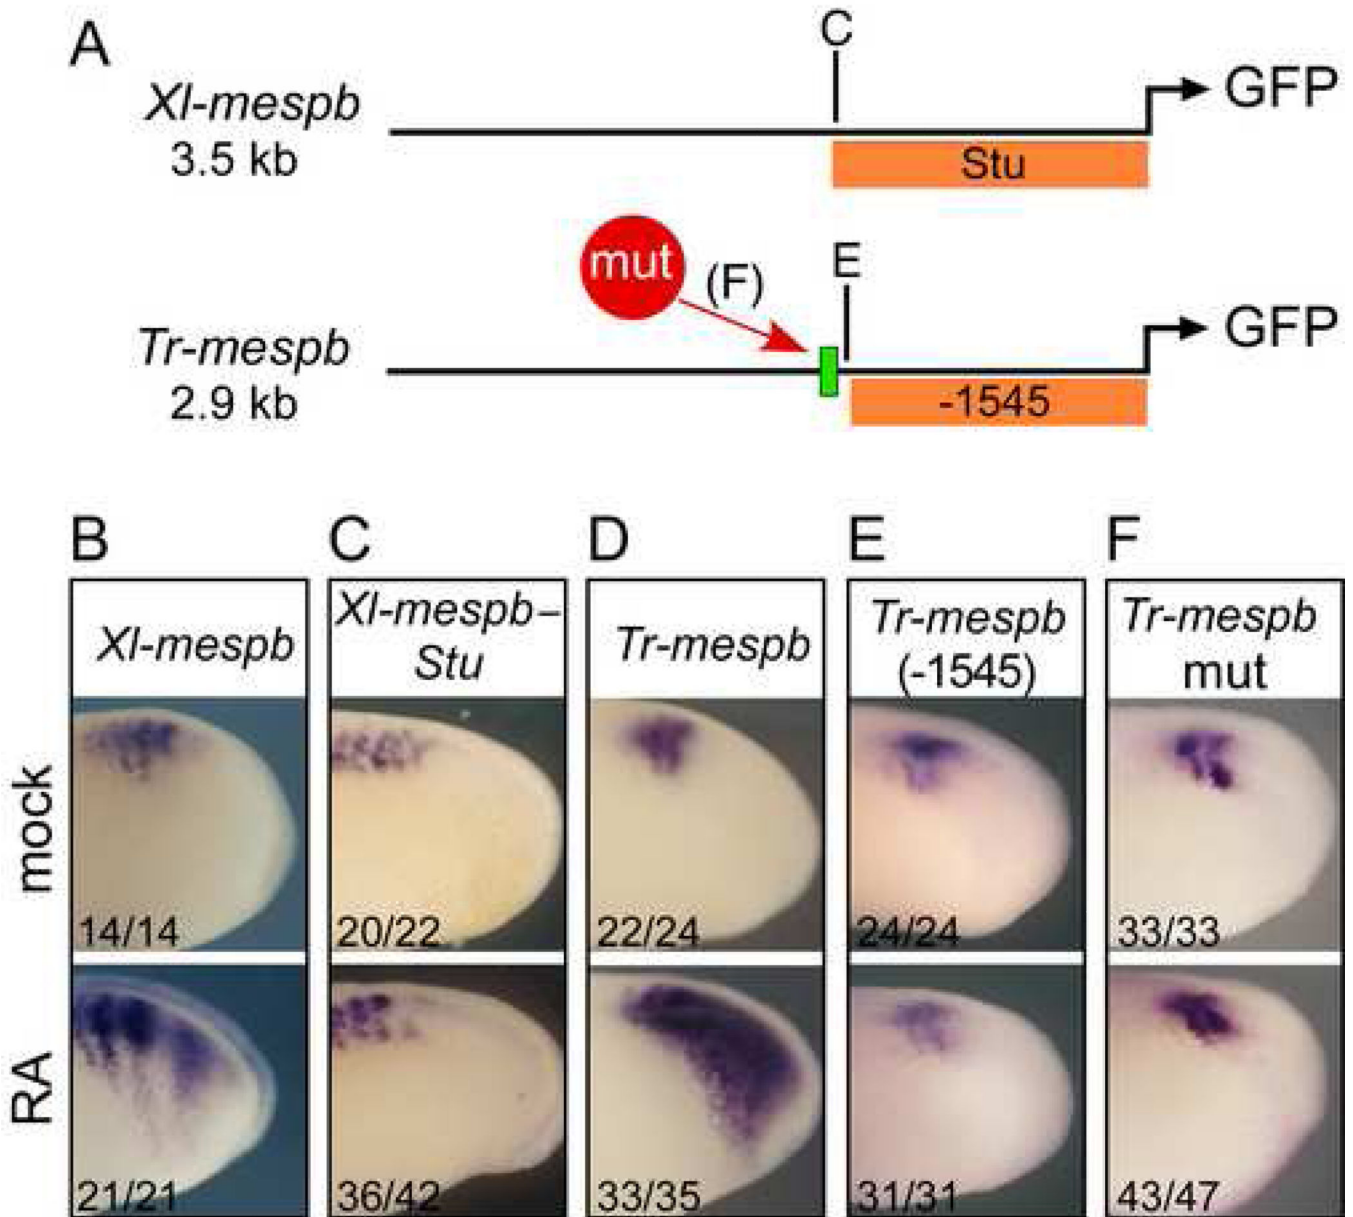 A
C
Xl-mespb
3.5 kb
GFP
Stu
mut
(F)
E
Tr-mespb
2.9 kb
GFP
-1545
B
C
D
E
F
Xl-mespb
Xl-mespb–
Stu
Tr-mespb
Tr-mespb
(-1545)
Tr-mespb
mut
mock
14/14
20/22
22/24
24/24
33/33
RA
21/21
36/42
33/35
31/31
43/47